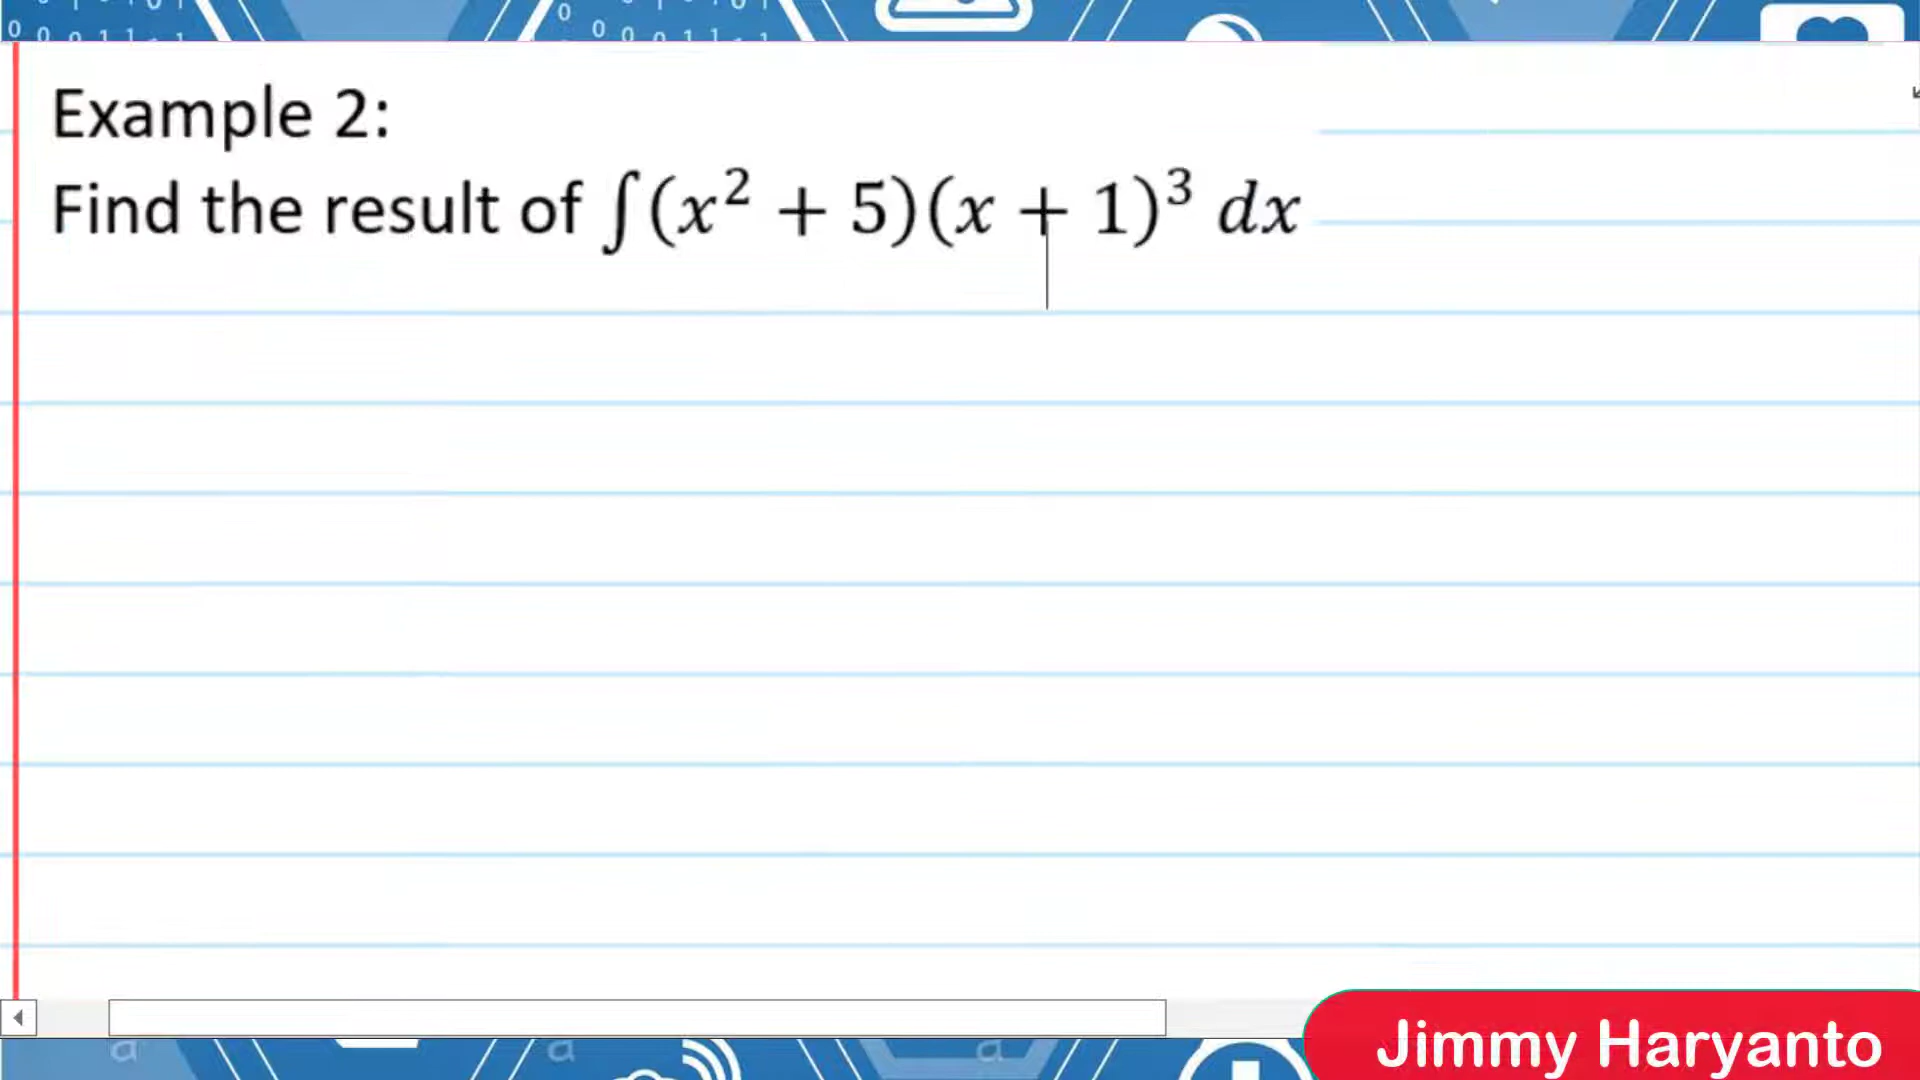 Example 2:
Find the result of ∫(x² + 5)(x + 1)³ dx
Jimmy Haryanto